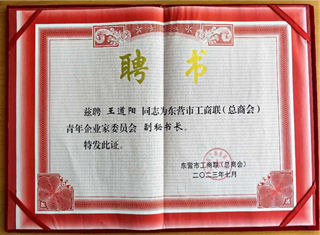 聘书
兹聘 王道阳 同志为东营市工商联(总商会)
青年企业家委员会 副秘书长。
特发此证。
东营市工商联(总商会)
二〇二三年七月